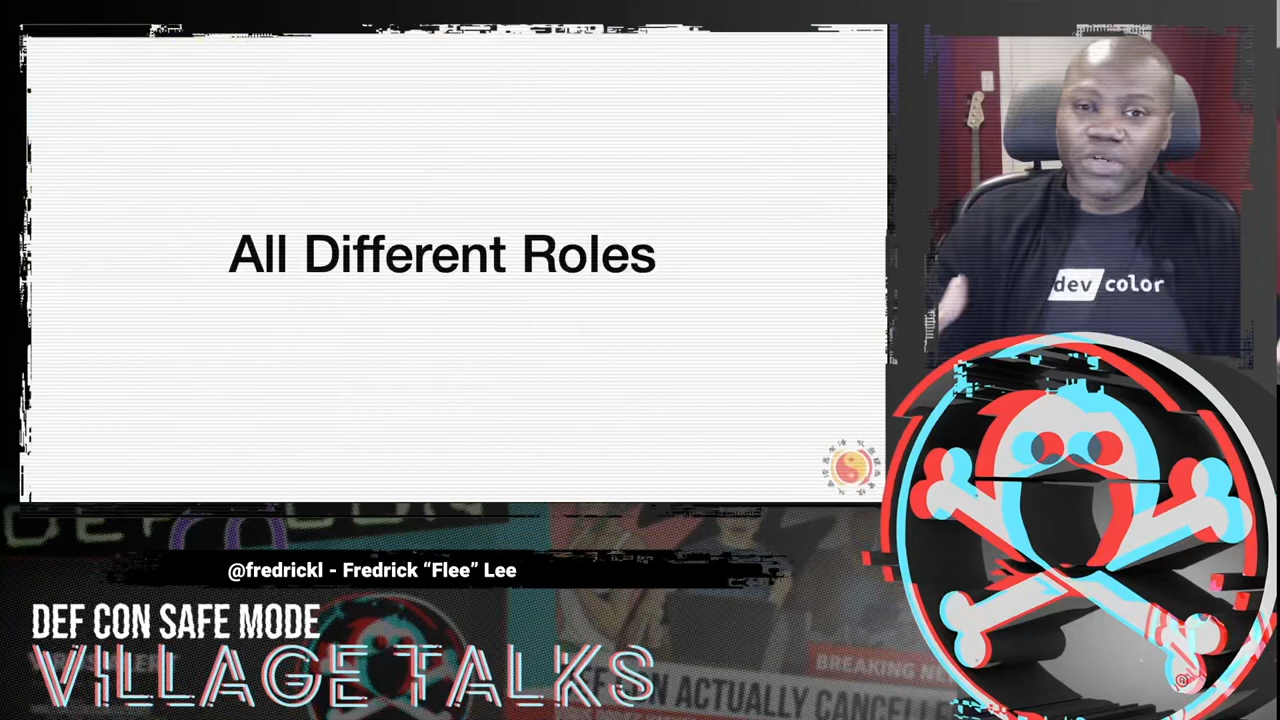 All Different Roles
dev color
@fredrickl - Fredrick “Flee” Lee
DEF CON SAFE MODE
VILLAGE TALKS
BREAKING NE
CON ACTUALLY CANCELLE